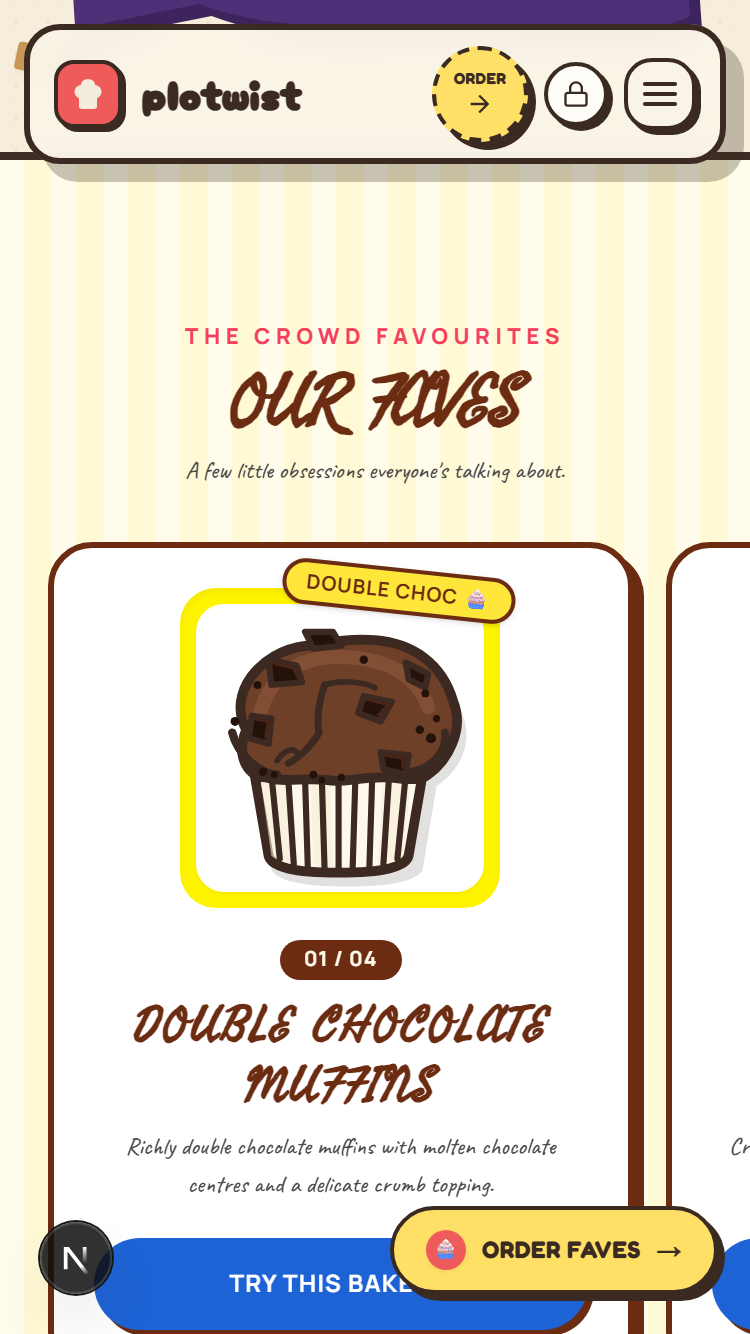 plotwist
ORDER
→
THE CROWD FAVOURITES
OUR FAVES
A few little obsessions everyone's talking about.
DOUBLE CHOC 🧁
01 / 04
DOUBLE CHOCOLATE
MUFFINS
Richly double chocolate muffins with molten chocolate
centres and a delicate crumb topping.
Cr
N
ORDER FAVES →
TRY THIS BAKE